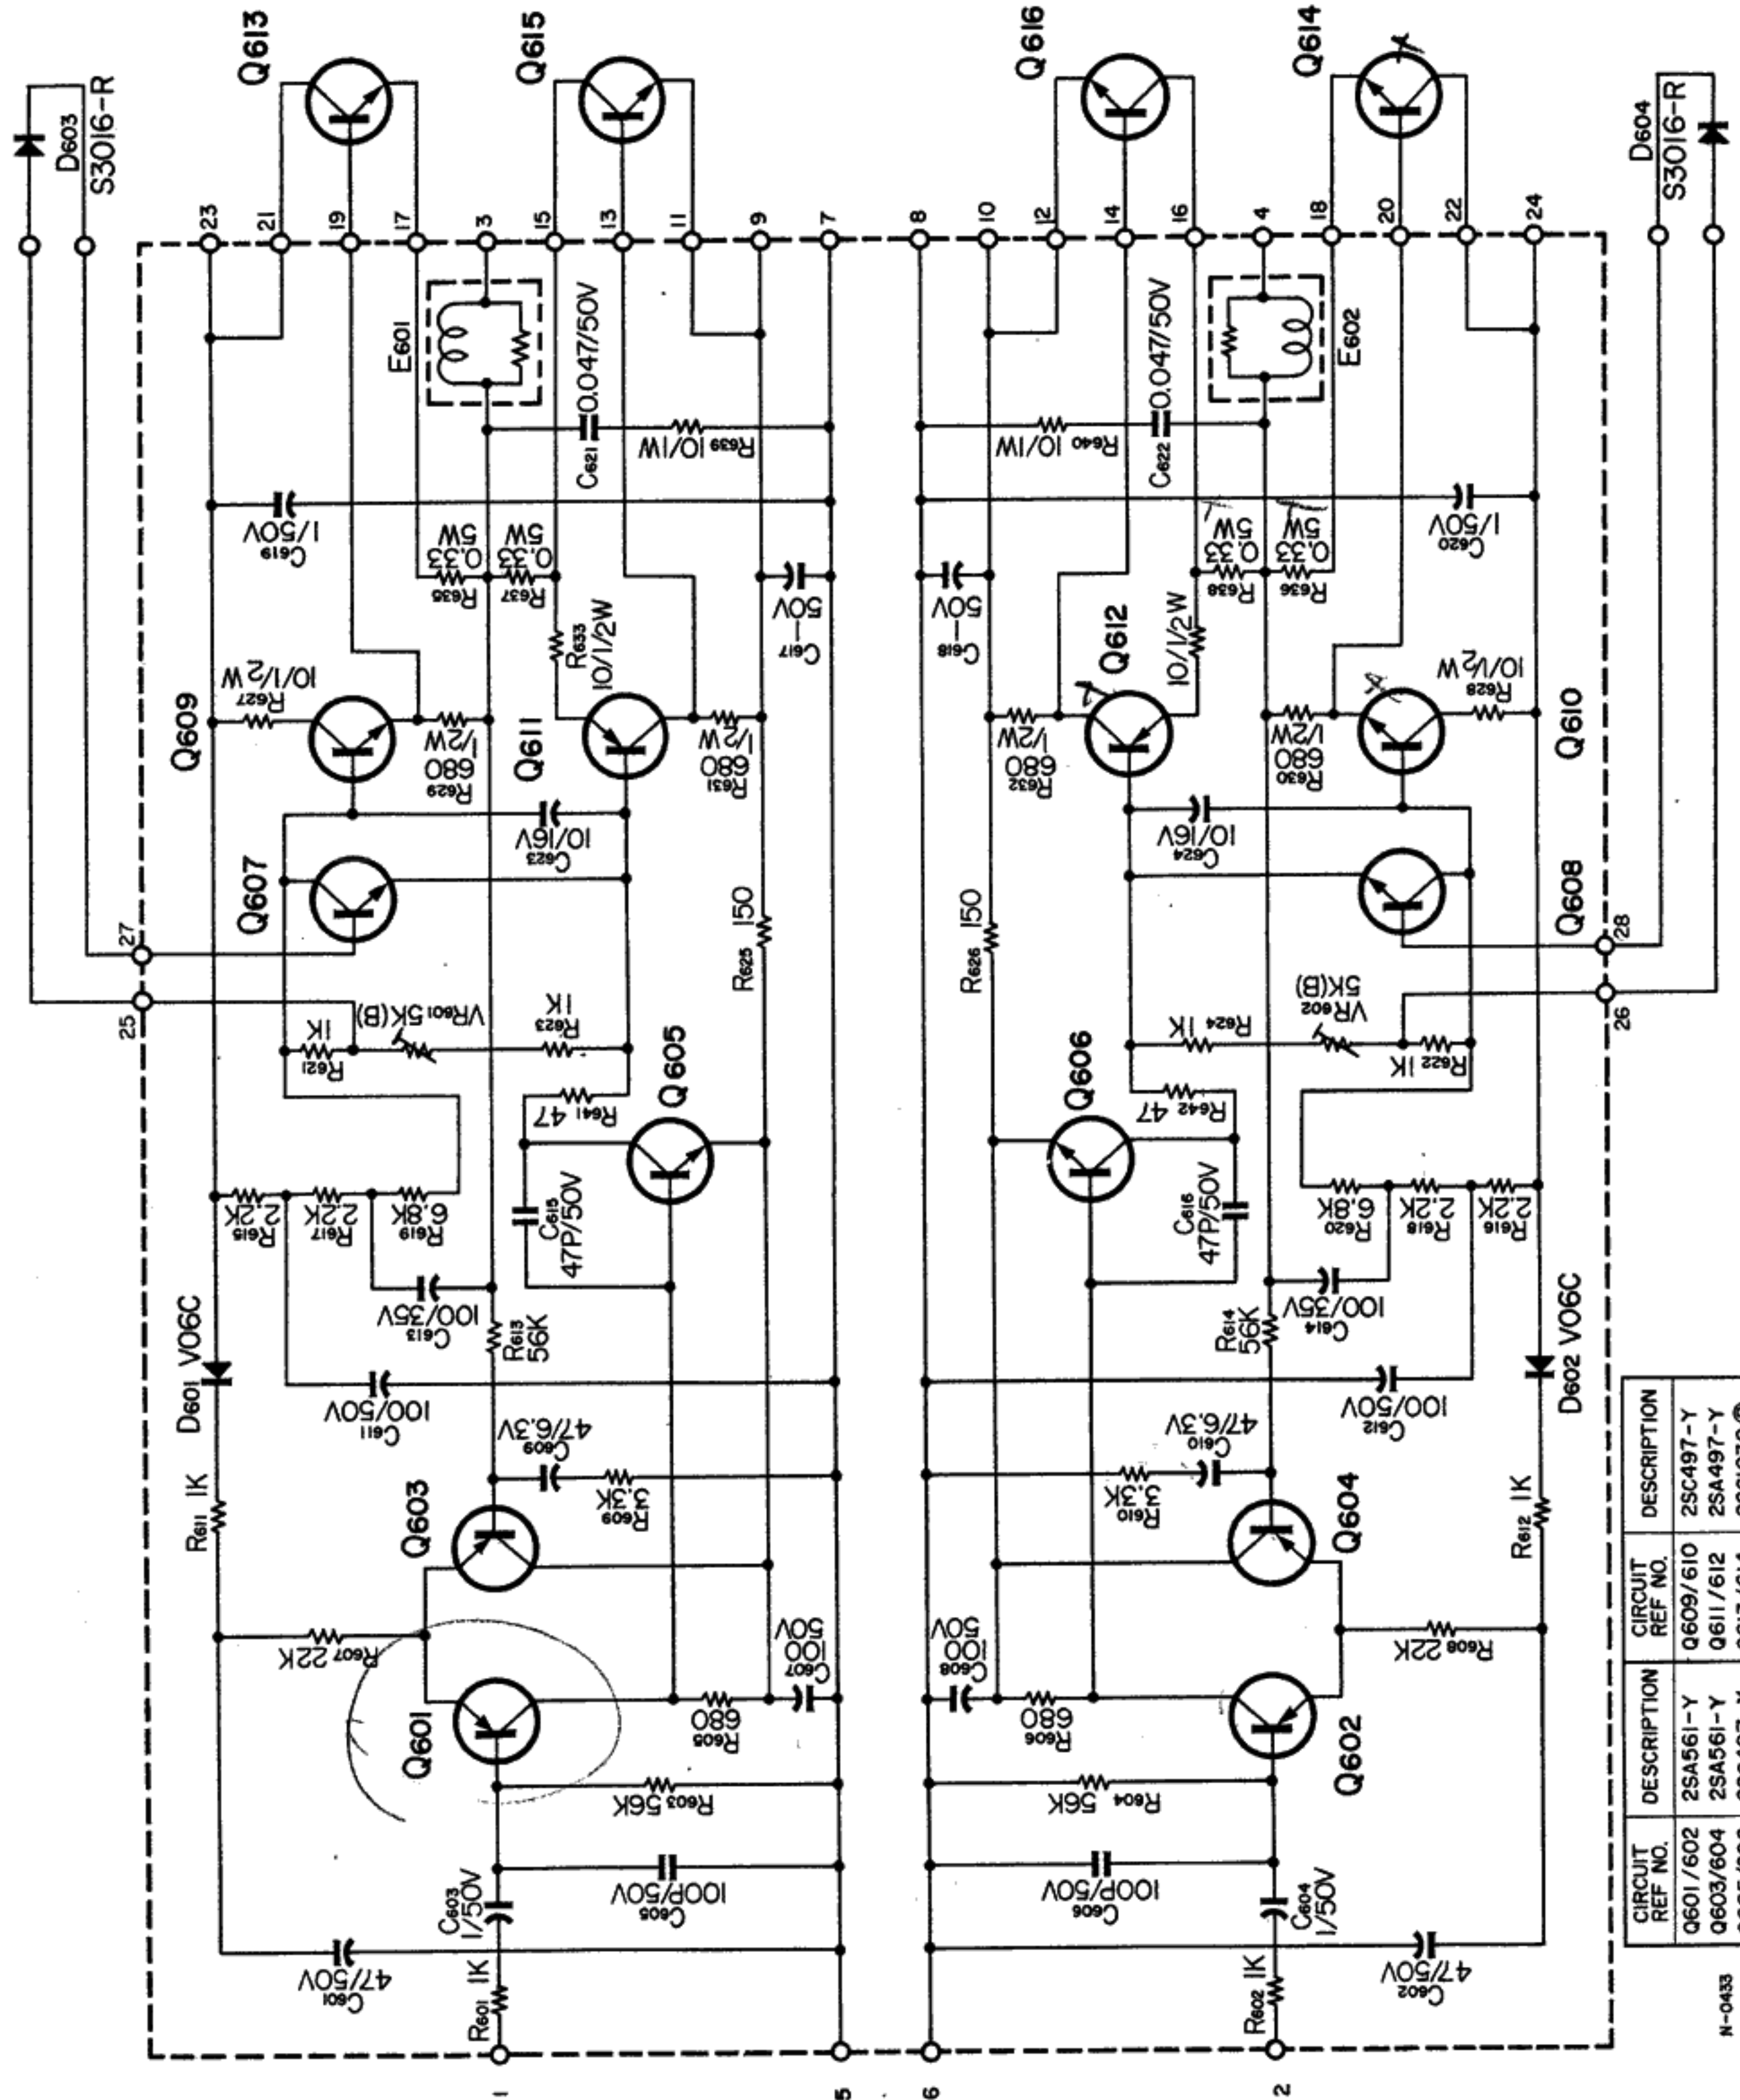 D603
S3016-R
Q613
Q615
Q616
Q614
D604
S3016-R
23
21
19
17
3
15
13
11
9
7
8
10
12
14
16
4
18
20
22
24
E601
E602
C621 0.047/50V
R639 10/1W
R640 10/1W
C622 0.047/50V
C619 1/50V
R635 0.33 5W
R637 0.33 5W
C617 1 50V
C618 1 50V
R638 0.33 5W
R636 0.33 5W
C620 1/50V
Q609
R627 10/1/2W
R629 680 1/2W
Q611
R633 10/1/2W
R631 680 1/2W
R632 680 1/2W
Q612
10/1/2W
R630 680 1/2W
R628 10/1/2W
Q610
Q607
C623 10/16V
C624 10/16V
Q608
27
25
28
26
R621 1K
VR601 5K(B)
R623 1K
R625 150
R626 150
R624 1K
VR602 5K(B)
R622 1K
R641 47
Q605
Q606
R642 47
R615 2.2K
R617 2.2K
R619 6.8K
C615 47P/50V
C616 47P/50V
R620 6.8K
R618 2.2K
R616 2.2K
D601 V06C
C611 100/50V
C613 100/35V
R613 56K
R614 56K
C614 100/35V
C612 100/50V
D602 V06C
R611 1K
Q603
C609 47/6.3V
R609 3.3K
R610 3.3K
C610 47/6.3V
Q604
R612 1K
R607 22K
R608 22K
Q601
R605 680
C607 100 50V
C608 100 50V
R606 680
Q602
R603 56K
R604 56K
C605 100P/50V
C606 100P/50V
C603 1/50V
C604 1/50V
C601 47/50V
C602 47/50V
R601 1K
R602 1K
1
5
6
2
CIRCUIT REF NO. DESCRIPTION CIRCUIT REF NO. DESCRIPTION
Q601/602 2SA561-Y Q609/610 2SC497-Y
Q603/604 2SA561-Y Q611/612 2SA497-Y
N-0433